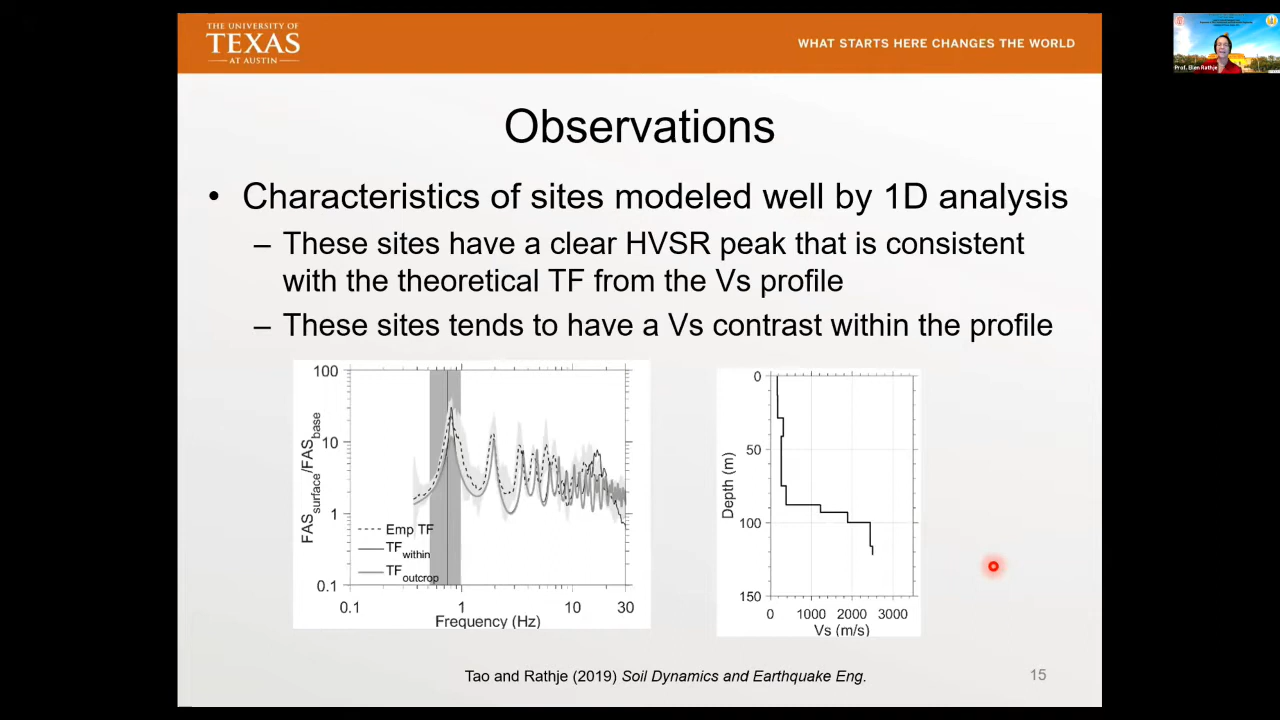 THE UNIVERSITY OF
TEXAS
AT AUSTIN
WHAT STARTS HERE CHANGES THE WORLD
Prof. Ellen Rathje
Observations
• Characteristics of sites modeled well by 1D analysis
– These sites have a clear HVSR peak that is consistent
with the theoretical TF from the Vs profile
– These sites tends to have a Vs contrast within the profile
FASsurface/FASbase
100
10
1
0.1
Emp TF
TFwithin
TFoutcrop
0.1 1 10 30
Frequency (Hz)
Depth (m)
0
50
100
150
0 1000 2000 3000
Vs (m/s)
Tao and Rathje (2019) Soil Dynamics and Earthquake Eng.
15